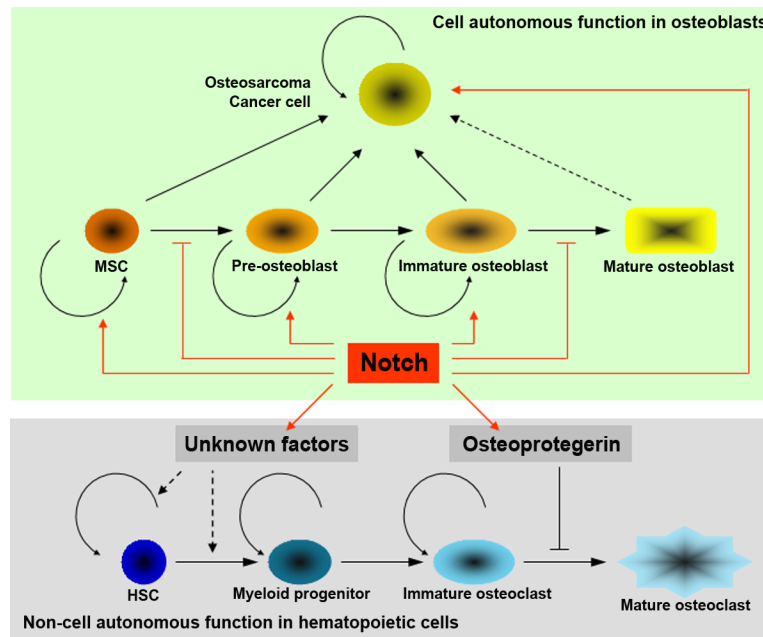 Cell autonomous function in osteoblasts
Osteosarcoma
Cancer cell
MSC
Pre-osteoblast
Immature osteoblast
Mature osteoblast
Notch
Unknown factors
Osteoprotegerin
HSC
Myeloid progenitor
Immature osteoclast
Mature osteoclast
Non-cell autonomous function in hematopoietic cells